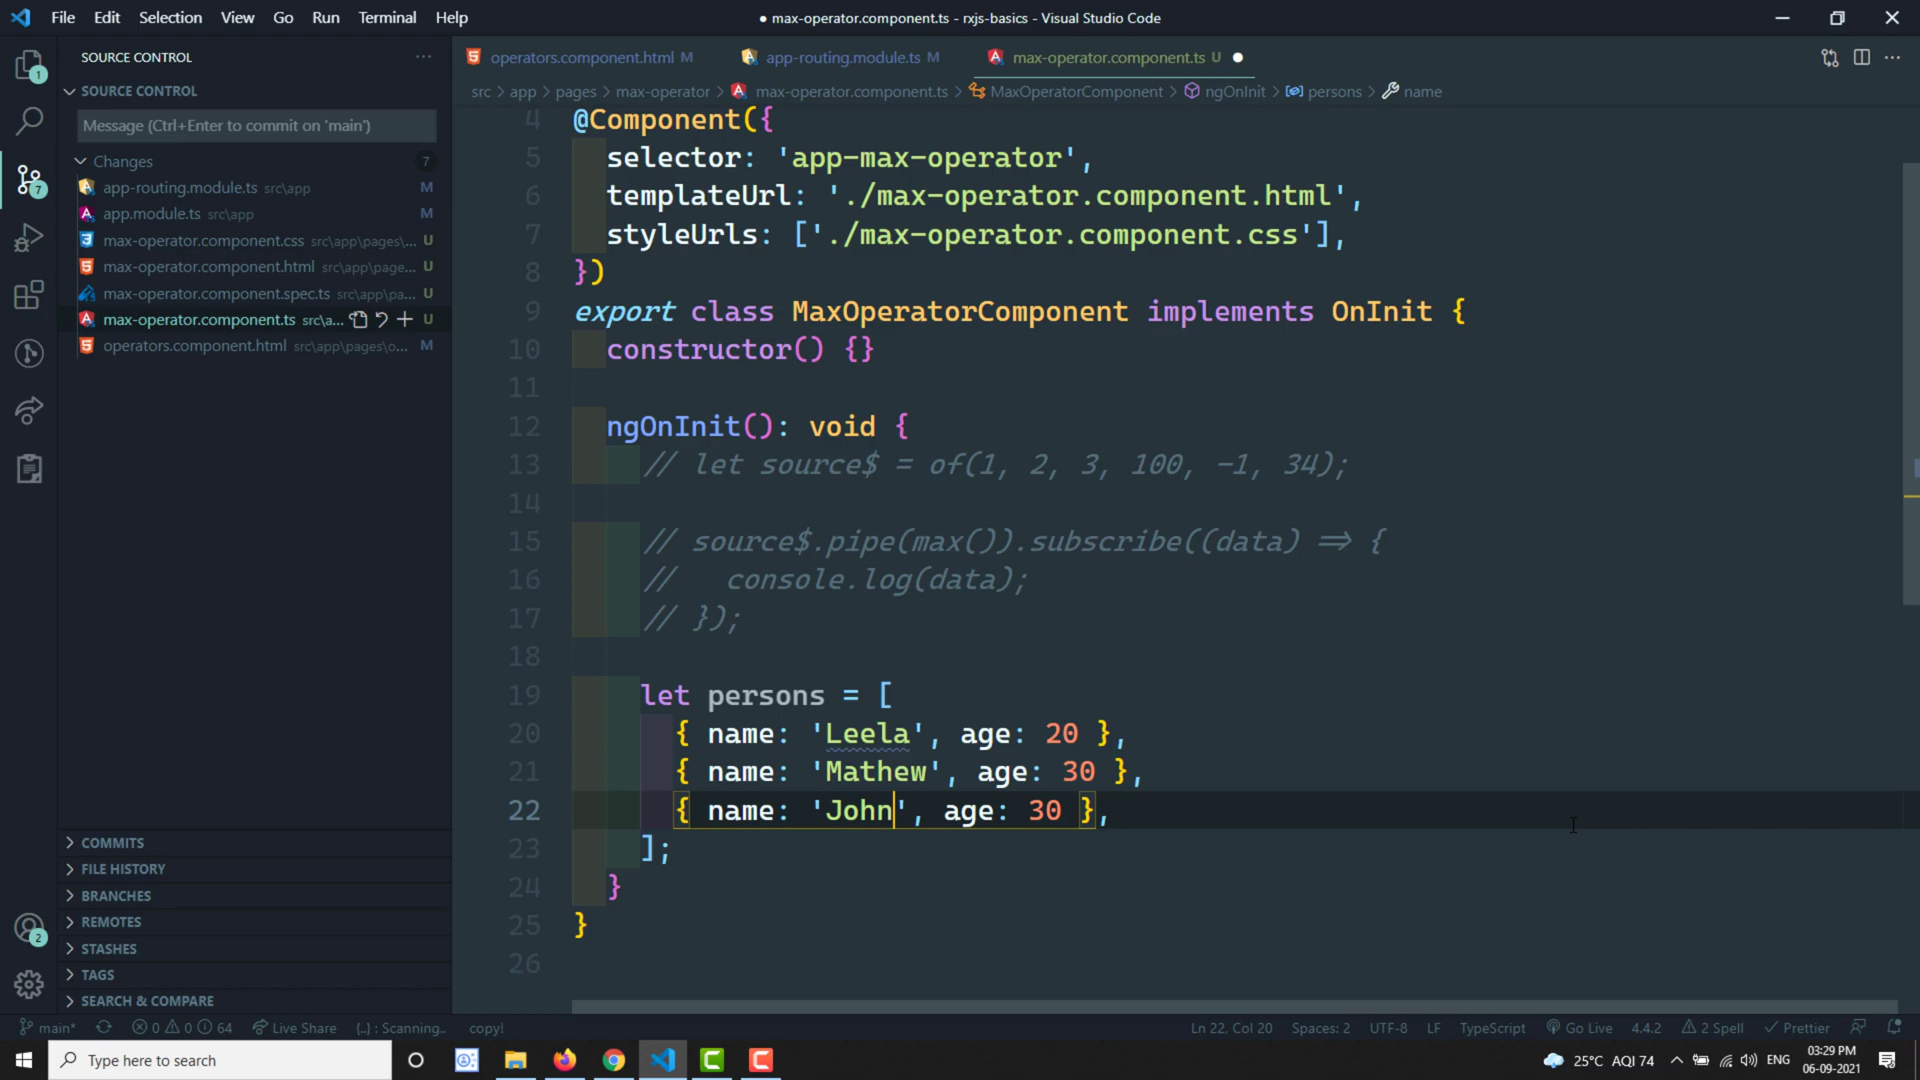 File Edit Selection View Go Run Terminal Help
● max-operator.component.ts - rxjs-basics - Visual Studio Code
SOURCE CONTROL ...
SOURCE CONTROL
Message (Ctrl+Enter to commit on 'main')
Changes 7
app-routing.module.ts src\app M
app.module.ts src\app M
max-operator.component.css src\app\pages\... U
max-operator.component.html src\app\page... U
max-operator.component.spec.ts src\app\pa... U
max-operator.component.ts src\a... U
operators.component.html src\app\pages\o... M
COMMITS
FILE HISTORY
BRANCHES
REMOTES
STASHES
TAGS
SEARCH & COMPARE
1
7
2
operators.component.html M app-routing.module.ts M max-operator.component.ts U ●
src > app > pages > max-operator > max-operator.component.ts > MaxOperatorComponent > ngOnInit > persons > name
4 @Component({
5 selector: 'app-max-operator',
6 templateUrl: './max-operator.component.html',
7 styleUrls: ['./max-operator.component.css'],
8 })
9 export class MaxOperatorComponent implements OnInit {
10 constructor() {}
11
12 ngOnInit(): void {
13 // let source$ = of(1, 2, 3, 100, -1, 34);
14
15 // source$.pipe(max()).subscribe((data) => {
16 // console.log(data);
17 // });
18
19 let persons = [
20 { name: 'Leela', age: 20 },
21 { name: 'Mathew', age: 30 },
22 { name: 'John', age: 30 },
23 ];
24 }
25 }
26
main* 0 0 64 Live Share {..} : Scanning.. copy! Ln 22, Col 20 Spaces: 2 UTF-8 LF TypeScript Go Live 4.4.2 2 Spell Prettier
Type here to search
25°C AQI 74 ENG 03:29 PM
06-09-2021